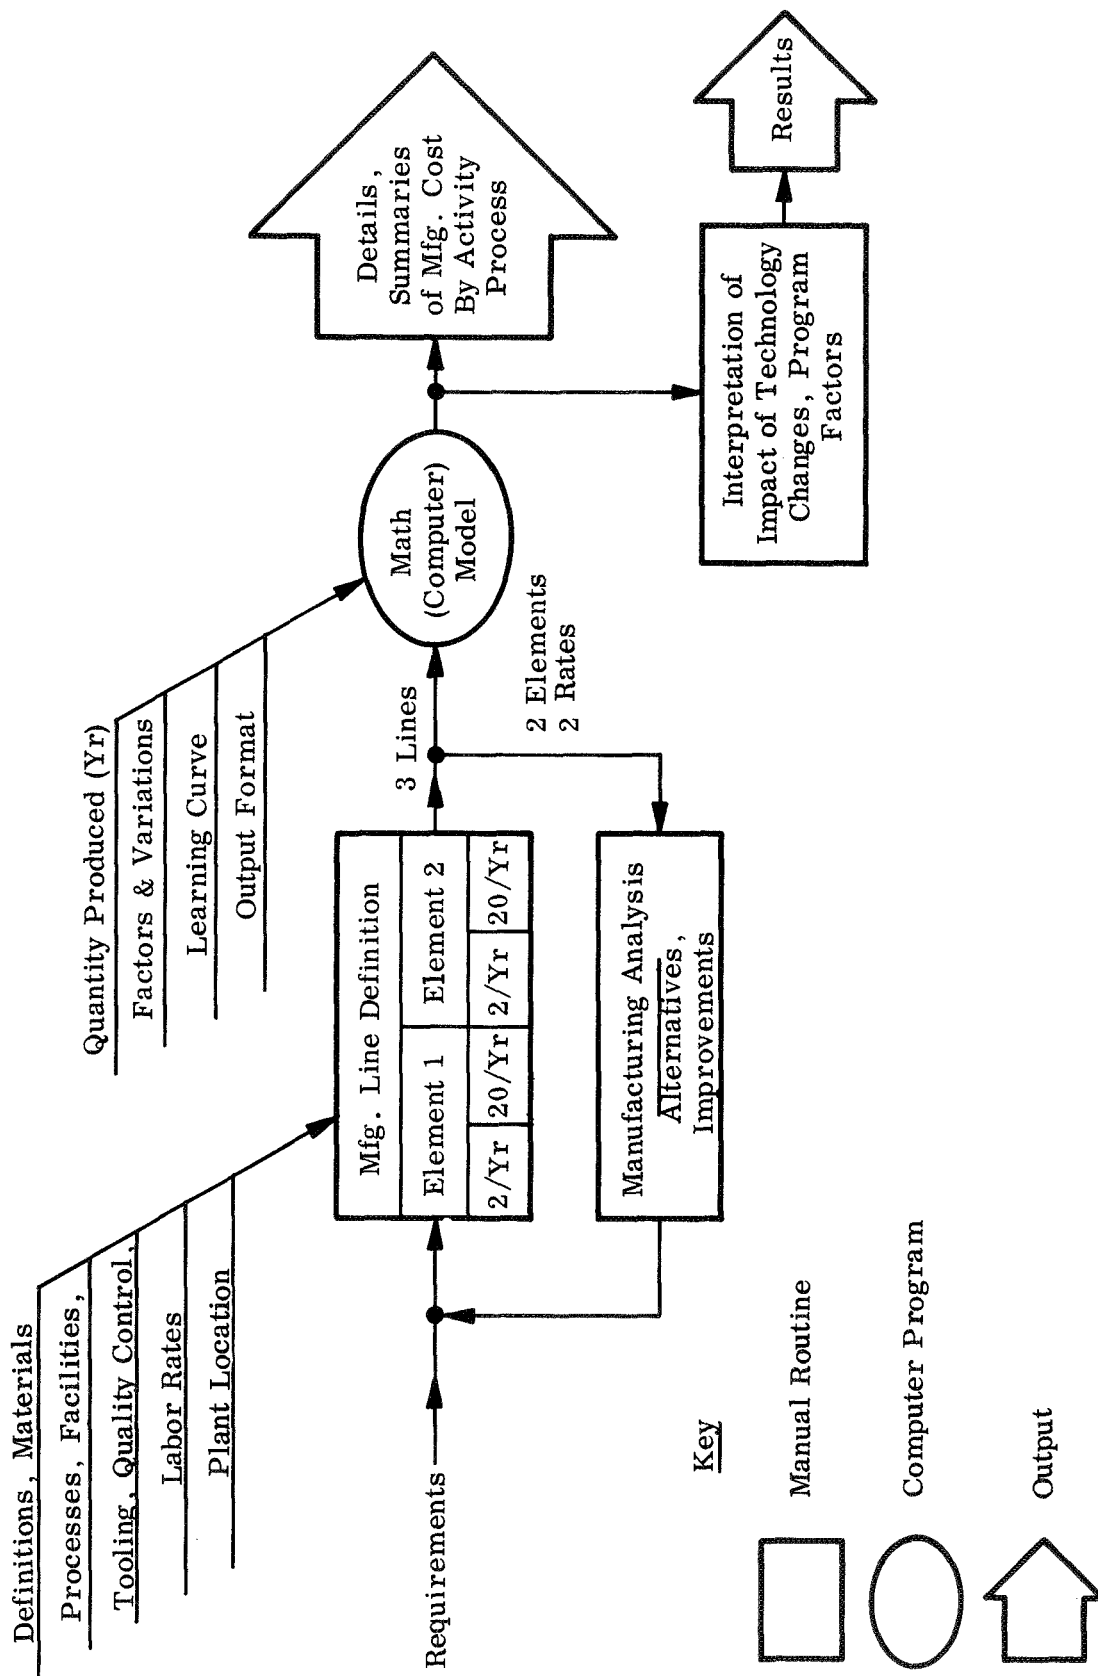 Definitions, Materials
Processes, Facilities,
Tooling, Quality Control,
Labor Rates
Plant Location
Quantity Produced (Yr)
Factors & Variations
Learning Curve
Output Format
Requirements
Mfg. Line Definition
Element 1
Element 2
2/Yr
20/Yr
2/Yr
20/Yr
3 Lines
2 Elements
2 Rates
Manufacturing Analysis
Alternatives,
Improvements
Math
(Computer)
Model
Details,
Summaries
of Mfg. Cost
By Activity
Process
Interpretation of
Impact of Technology
Changes, Program
Factors
Results
Key
Manual Routine
Computer Program
Output